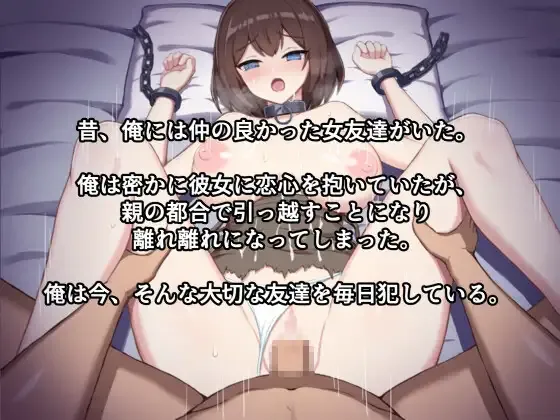 昔、俺には仲の良かった女友達がいた。
俺は密かに彼女に恋心を抱いていたが、
親の都合で引っ越すことになり
離れ離れになってしまった。
俺は今、そんな大切な友達を毎日犯している。